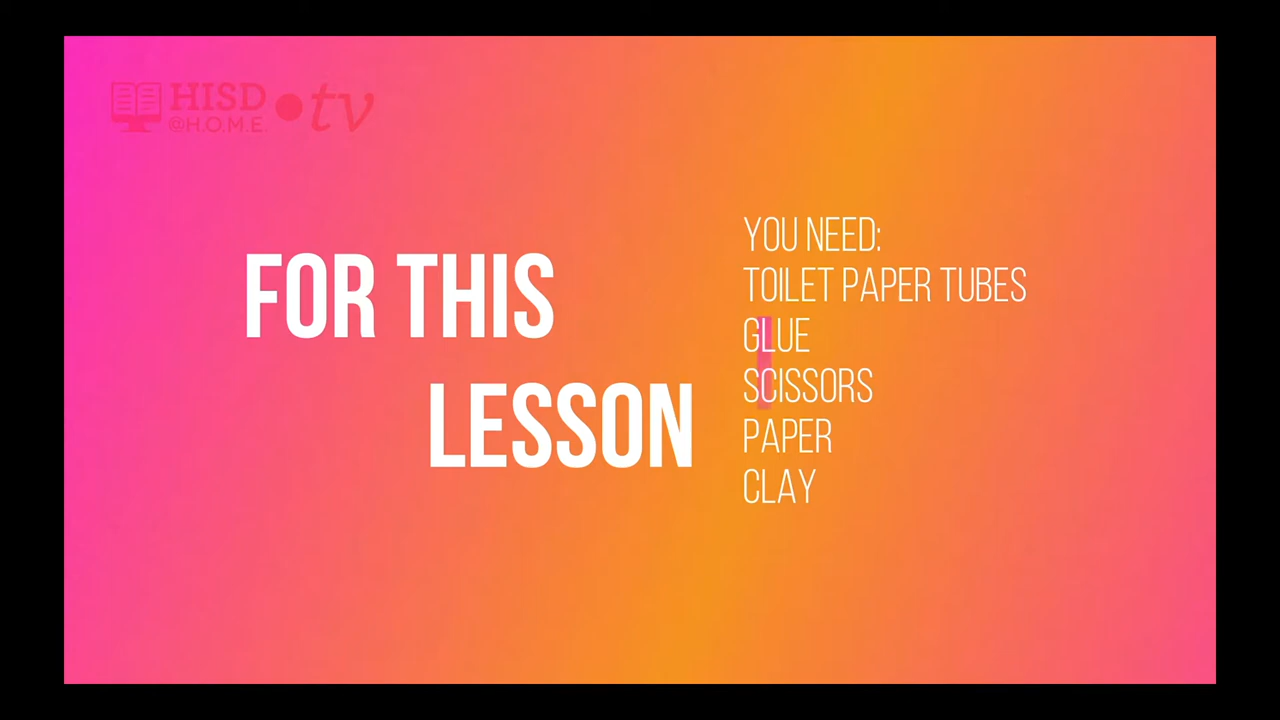 HISD
@H.O.M.E.
tv
FOR THIS
LESSON
YOU NEED:
TOILET PAPER TUBES
GLUE
SCISSORS
PAPER
CLAY